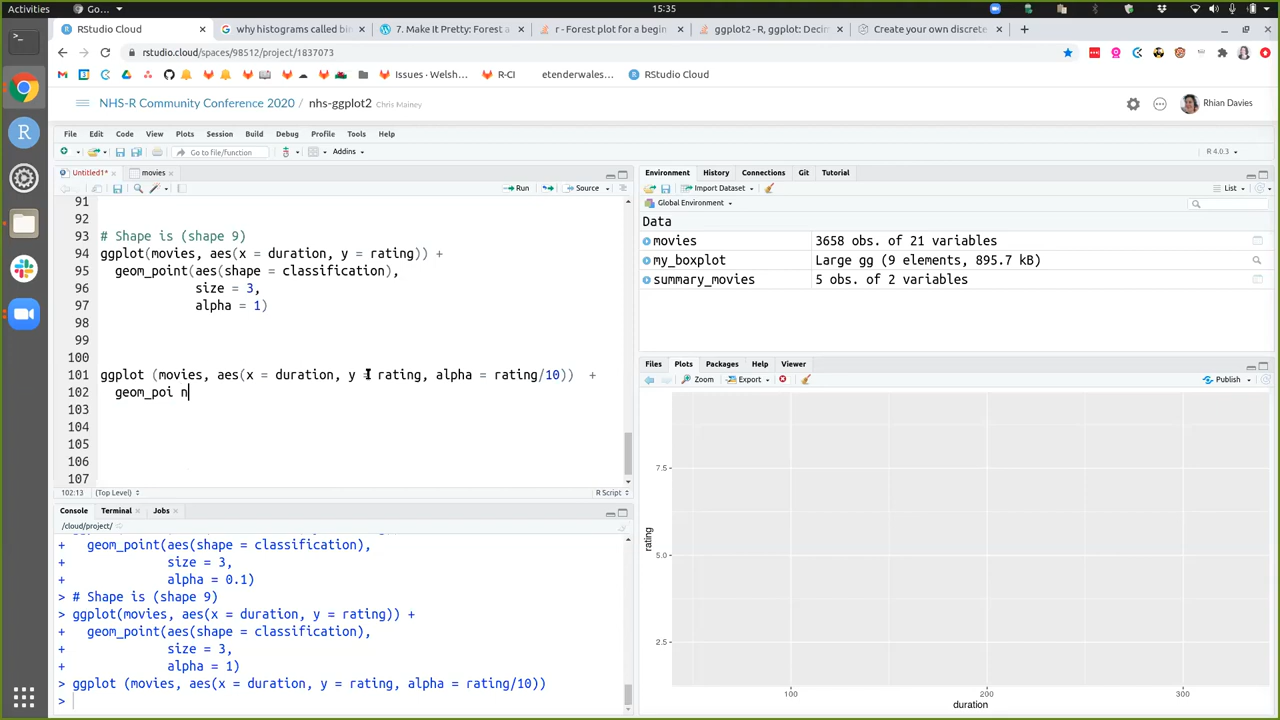 Activities
Go...
15:35
RStudio Cloud
why histograms called bin
7. Make It Pretty: Forest a
r - Forest plot for a begin
ggplot2 - R, ggplot: Decim
Create your own discrete
rstudio.cloud/spaces/98512/project/1837073
Issues · Welsh...
R-CI
etenderwales...
RStudio Cloud
NHS-R Community Conference 2020 / nhs-ggplot2 Chris Mainey
Rhian Davies
File Edit Code View Plots Session Build Debug Profile Tools Help
Go to file/function
Addins
R 4.0.3
Untitled1*
movies
Run
Source
91
92
93 # Shape is (shape 9)
94 ggplot(movies, aes(x = duration, y = rating)) +
95 geom_point(aes(shape = classification),
96 size = 3,
97 alpha = 1)
98
99
100
101 ggplot (movies, aes(x = duration, y = rating, alpha = rating/10)) +
102 geom_poi n
103
104
105
106
107
102:13 (Top Level)
R Script
Console Terminal Jobs
/cloud/project/
+ geom_point(aes(shape = classification),
+ size = 3,
+ alpha = 0.1)
> # Shape is (shape 9)
> ggplot(movies, aes(x = duration, y = rating)) +
+ geom_point(aes(shape = classification),
+ size = 3,
+ alpha = 1)
> ggplot (movies, aes(x = duration, y = rating, alpha = rating/10))
>
Environment History Connections Git Tutorial
Import Dataset
List
Global Environment
Data
movies 3658 obs. of 21 variables
my_boxplot Large gg (9 elements, 895.7 kB)
summary_movies 5 obs. of 2 variables
Files Plots Packages Help Viewer
Zoom
Export
Publish
7.5
5.0
2.5
rating
100 200 300
duration